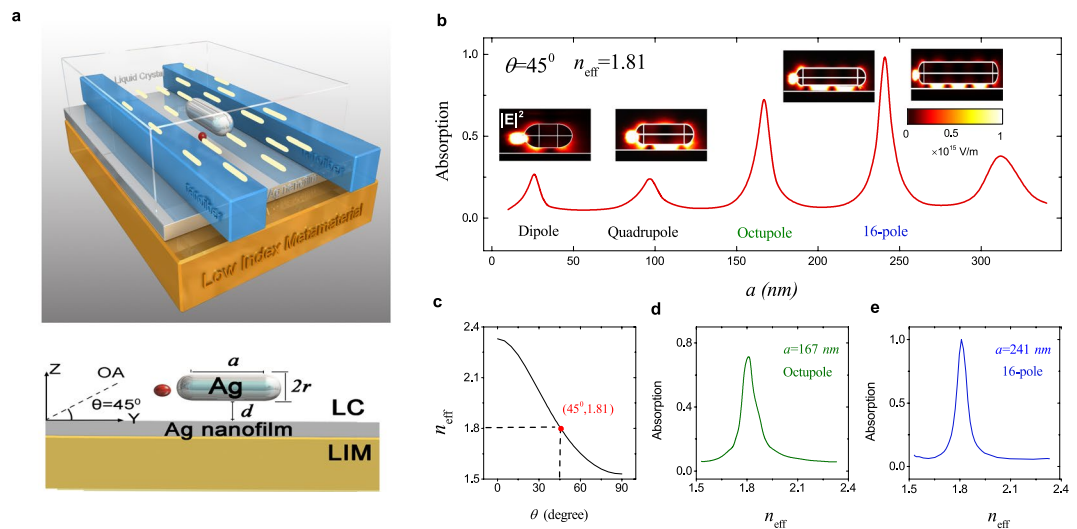 a
Liquid Crystal
nanofiber
nanofiber
Low Index Metamaterial
Z
OA
θ=45⁰
Y
a
Ag
2r
d
LC
Ag nanofilm
LIM
b
Absorption
1.0
0.5
0.0
θ=45⁰ n_eff=1.81
|E|²
0 0.5 1
×10¹⁵ V/m
Dipole Quadrupole Octupole 16-pole
0 50 100 150 200 250 300
a (nm)
c
n_eff
2.4
2.1
1.8
1.5
(45⁰,1.81)
0 30 60 90
θ (degree)
d
Absorption
0.8
0.4
0.0
a=167 nm
Octupole
1.5 1.8 2.1 2.4
n_eff
e
Absorption
1.0
0.5
0.0
a=241 nm
16-pole
1.5 1.8 2.1 2.4
n_eff